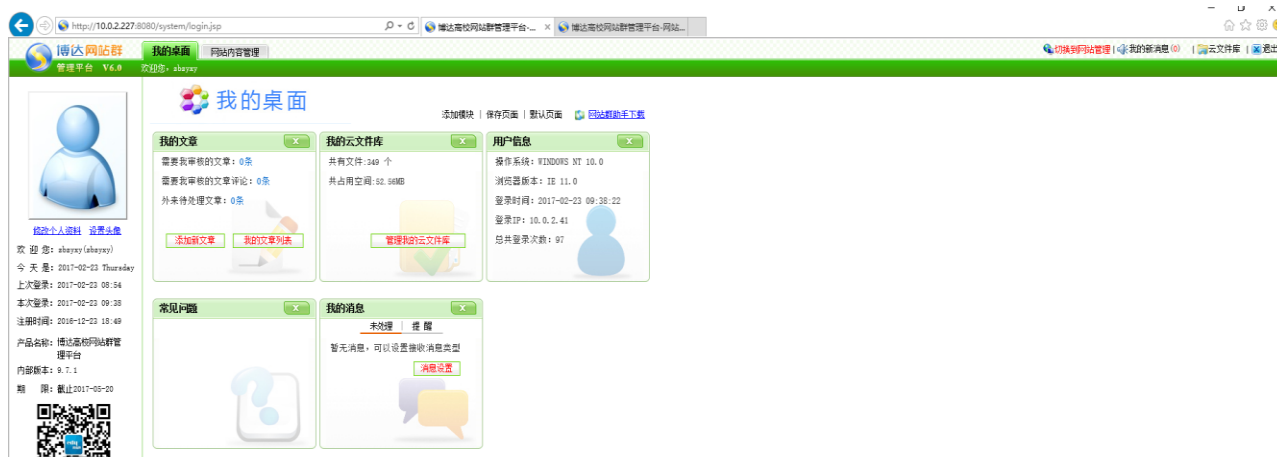 http://10.0.2.227:8080/system/login.jsp
博达高校网站群管理平台-...
博达高校网站群管理平台-网站...
博达网站群
管理平台 V6.0
我的桌面 网站内容管理
切换到网站管理 | 我的新消息(0) | 云文件库 | 退出
欢迎您，sbsyxy
我的桌面
添加模块 | 保存页面 | 默认页面 网站群助手下载
修改个人资料 设置头像
欢 迎 您: sbsyxy(sbsyxy)
今 天 是: 2017-02-23 Thursday
上次登录: 2017-02-23 08:54
本次登录: 2017-02-23 09:38
注册时间: 2016-12-23 18:49
产品名称: 博达高校网站群管
理平台
内部版本: 9.7.1
期 限: 截止2017-05-20
我的文章
需要我审核的文章: 0条
需要我审核的文章评论: 0条
外来待处理文章: 0条
添加新文章 我的文章列表
我的云文件库
共有文件:349 个
共占用空间:52.56MB
管理我的云文件库
用户信息
操作系统: WINDOWS NT 10.0
浏览器版本: IE 11.0
登录时间: 2017-02-23 09:38:22
登录IP: 10.0.2.41
总共登录次数: 97
常见问题
我的消息
未处理 | 提 醒
暂无消息，可以设置接收消息类型
消息设置